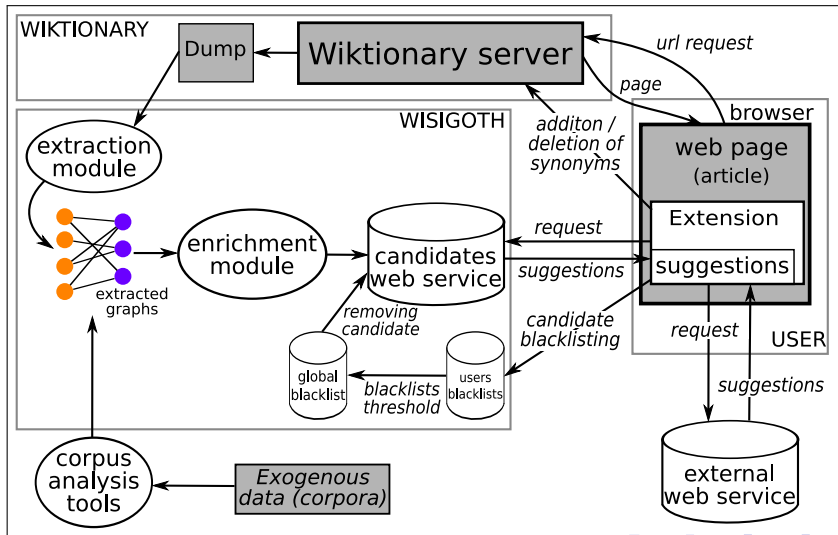 WIKTIONARY
Dump
Wiktionary server
url request
page
browser
WISIGOTH
additon /
deletion of
synonyms
web page
(article)
extraction
module
Extension
request
enrichment
module
candidates
web service
suggestions
suggestions
extracted
graphs
removing
candidate
candidate
blacklisting
request
USER
global
blacklist
blacklists
threshold
users
blacklists
suggestions
corpus
analysis
tools
Exogenous
data (corpora)
external
web service